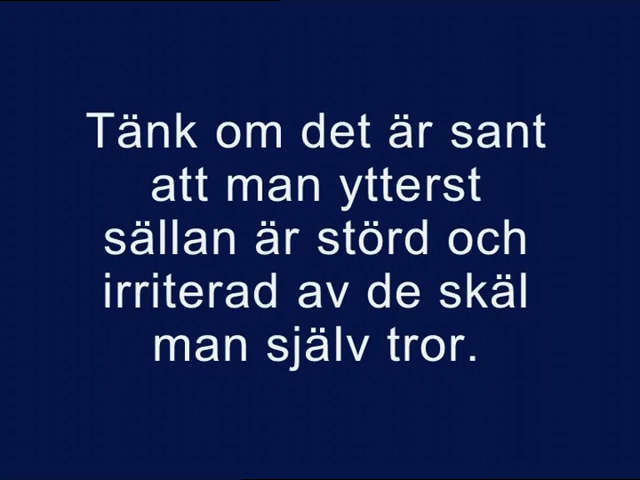 Tänk om det är sant
att man ytterst
sällan är störd och
irriterad av de skäl
man själv tror.